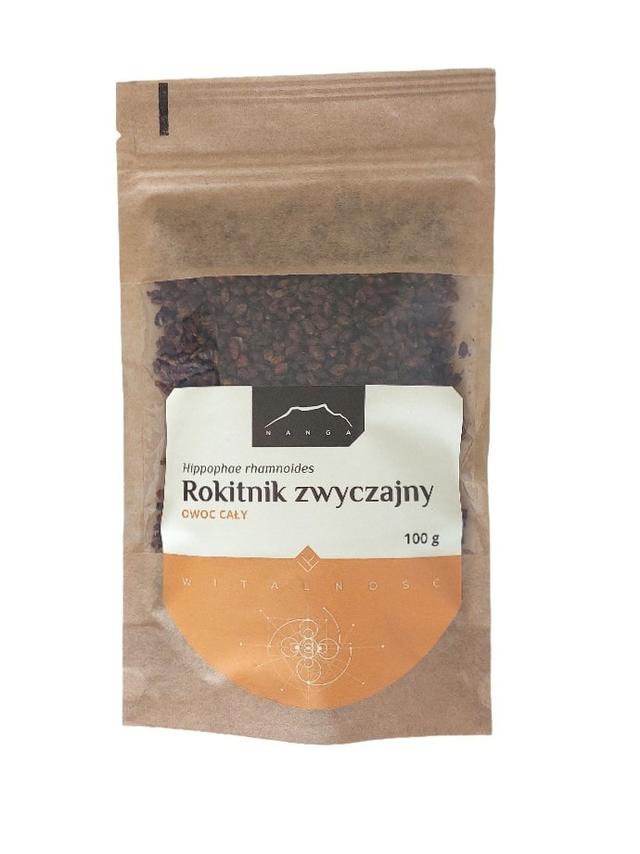 NANGA
Hippophae rhamnoides
Rokitnik zwyczajny
OWOC CAŁY
100 g
WITALNOŚĆ